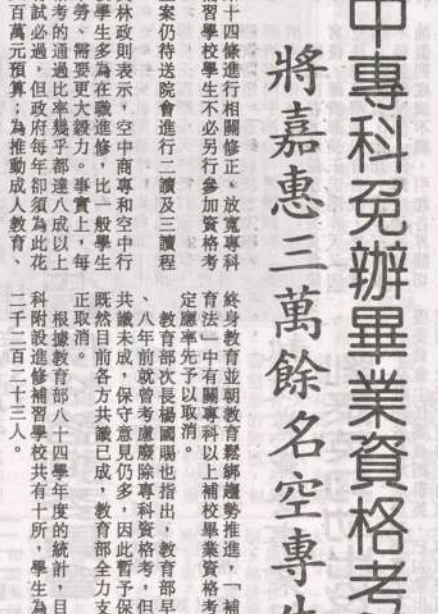 中專科免辦畢業資格考
將嘉惠三萬餘名空專生
第十四條進行相關修正，放寬專科
補習學校學生不必另行參加資格考
案仍待送院會進行二讀及三讀程
林政則表示，空中商專和空中行
學生多為在職進修，比一般學生
勞、需要更大毅力。事實上，每
考的通過比率幾乎都達八成以上
試必過，但政府每年卻須為此花
百萬元預算；為推動成人教育、
終身教育並朝教育鬆綁趨勢推進，「補
育法」中有關專科以上補校畢業資格考
定應率先予以取消。
教育部次長楊國賜也指出，教育部早
、八年前就曾考慮廢除專科資格考，但
共識未成，保守意見仍多，因此暫予保
既然目前各方共識已成，教育部全力支
正取消。
根據教育部八十四學年度的統計，目
科附設進修補習學校共有十所，學生為
二千二百二十三人。